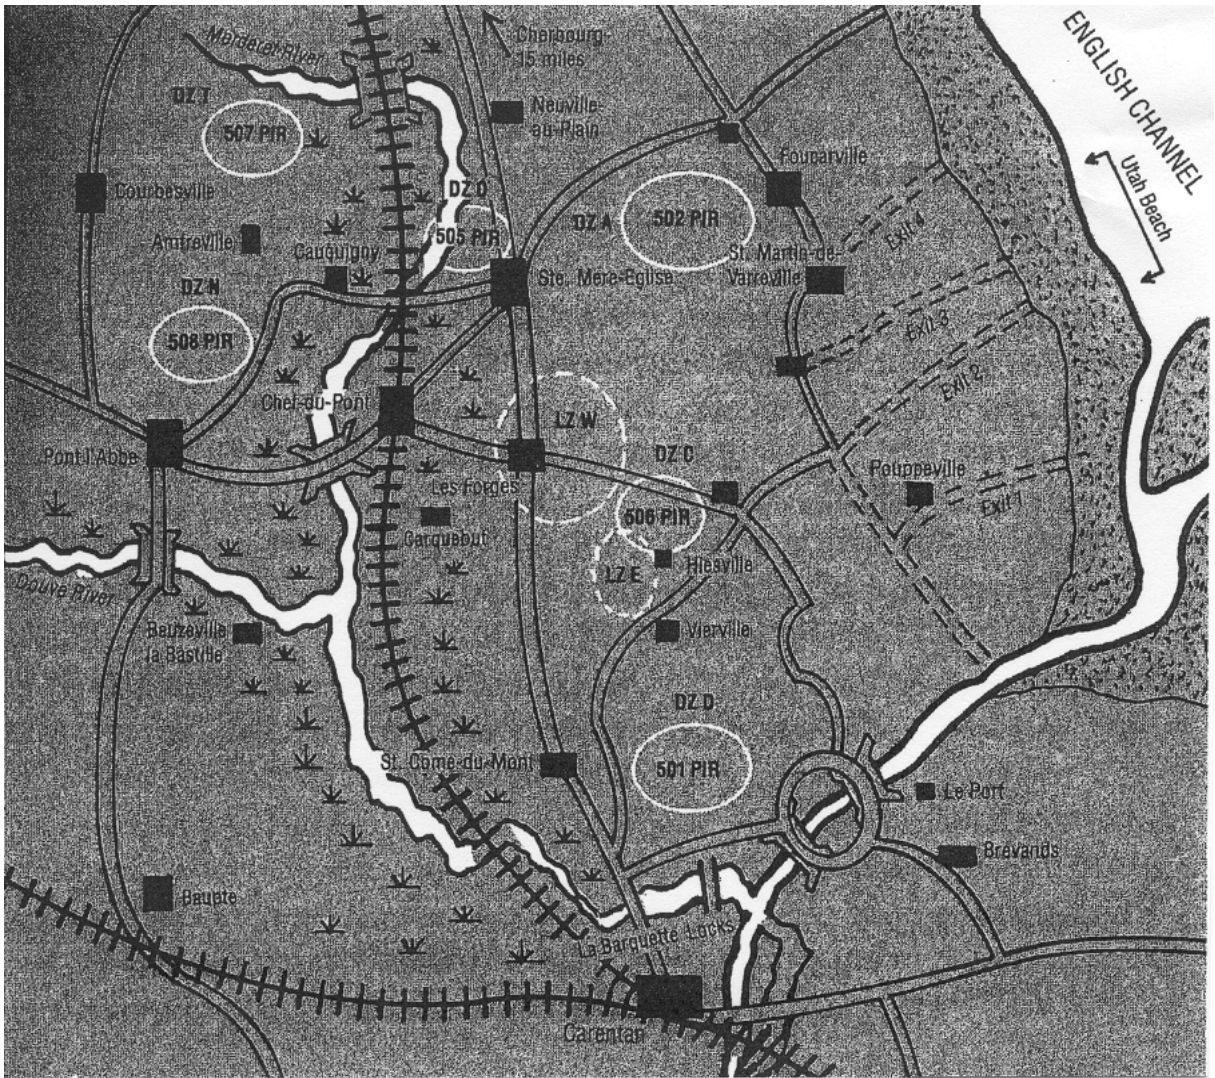 Merderet River
Cherbourg-
15 miles
ENGLISH CHANNEL
DZ T
507 PIR
Neuville-
au-Plain
Utah Beach
Foucarville
Courbesville
DZ O
505 PIR
DZ A
502 PIR
Exit 4
Amfreville
Cauquigny
St. Martin-de-
Varreville
Ste. Mere-Eglise
DZ N
508 PIR
Exit 3
Exit 2
Chef-du-Pont
LZ W
Pont l'Abbe
DZ C
Pouppeville
Les Forges
Exit 1
506 PIR
Carquebut
Hiesville
LZ E
Douve River
Beuzeville
la Bastille
Vierville
DZ D
501 PIR
St. Come-du-Mont
Le Port
Brevands
Baupte
La Barquette Locks
Carentan